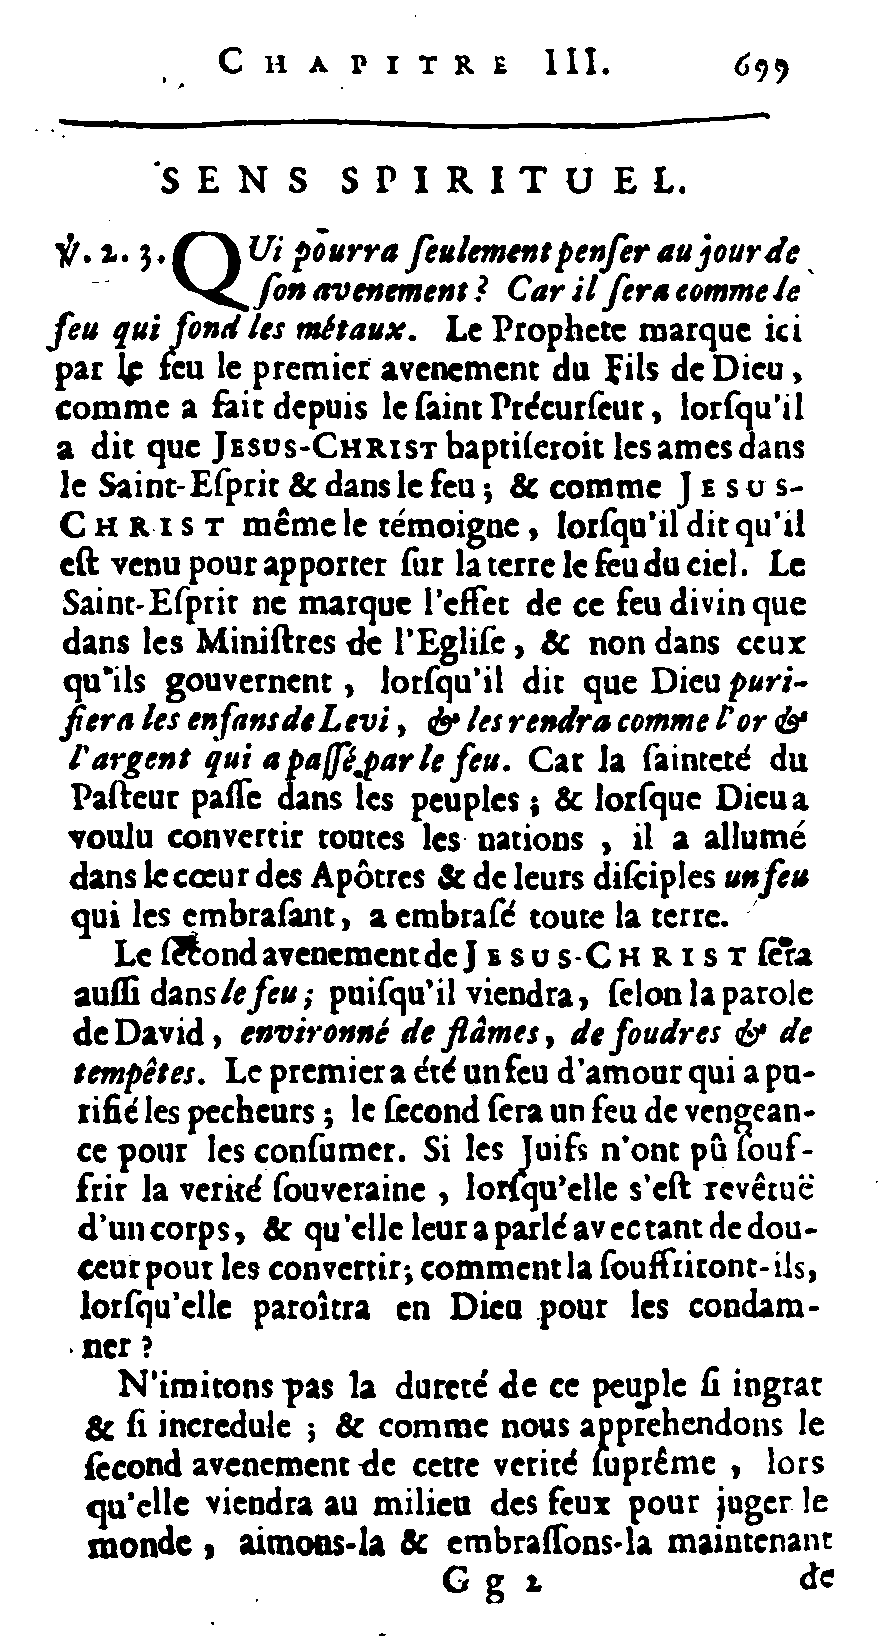 CHAPITRE III. 699
SENS SPIRITUEL.
℣. 2. 3. QUi pourra ſeulement penſer au jour de
ſon avenement? Car il ſera comme le
feu qui fond les métaux. Le Prophete marque ici
par le feu le premier avenement du Fils de Dieu,
comme a fait depuis le ſaint Précurſeur, lorſqu'il
a dit que JESUS-CHRIST baptiſeroit les ames dans
le Saint-Eſprit & dans le feu; & comme JESUS-
CHRIST même le témoigne, lorſqu'il dit qu'il
eſt venu pour apporter ſur la terre le feu du ciel. Le
Saint-Eſprit ne marque l'effet de ce feu divin que
dans les Miniſtres de l'Egliſe, & non dans ceux
qu'ils gouvernent, lorſqu'il dit que Dieu puri-
fiera les enfans de Levi, & les rendra comme l'or &
l'argent qui a paſſé par le feu. Car la ſainteté du
Paſteur paſſe dans les peuples; & lorſque Dieu a
voulu convertir toutes les nations, il a allumé
dans le cœur des Apôtres & de leurs diſciples un feu
qui les embraſant, a embraſé toute la terre.
Le ſecond avenement de JESUS-CHRIST ſera
auſſi dans le feu; puiſqu'il viendra, ſelon la parole
de David, environné de flâmes, de foudres & de
tempêtes. Le premier a été un feu d'amour qui a pu-
rifié les pecheurs; le ſecond ſera un feu de vengean-
ce pour les conſumer. Si les Juifs n'ont pû ſouf-
frir la verité ſouveraine, lorſqu'elle s'eſt revêtuë
d'un corps, & qu'elle leur a parlé avec tant de dou-
ceur pour les convertir; comment la ſouffriront-ils,
lorſqu'elle paroîtra en Dieu pour les condam-
ner?
N'imitons pas la dureté de ce peuple ſi ingrat
& ſi incredule; & comme nous apprehendons le
ſecond avenement de cette verité ſuprême, lors
qu'elle viendra au milieu des feux pour juger le
monde, aimons-la & embraſſons-la maintenant
Gg2 de